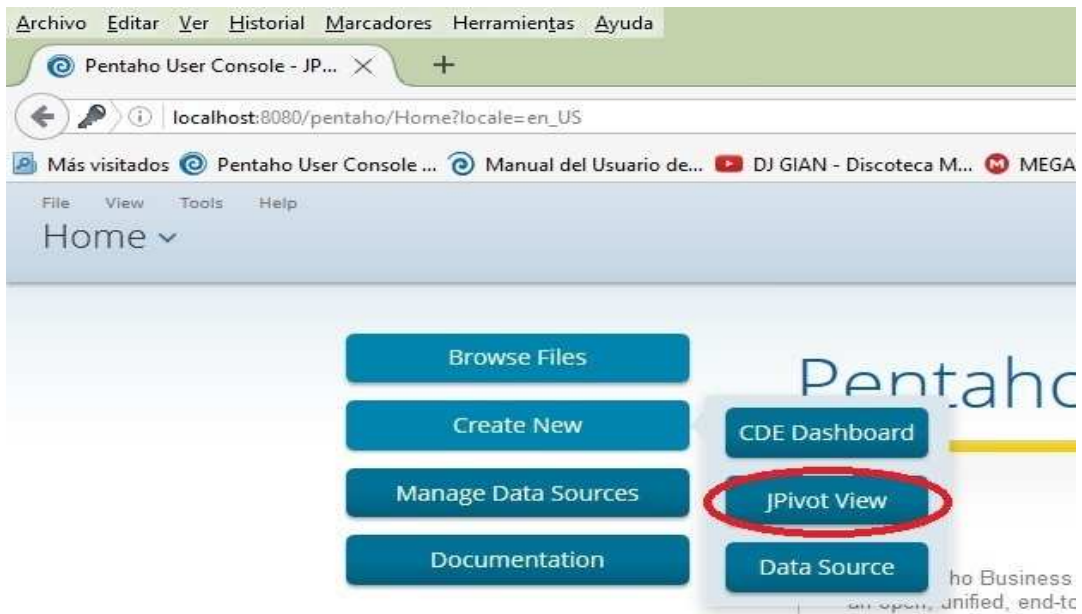 Archivo Editar Ver Historial Marcadores Herramientas Ayuda
Pentaho User Console - JP...
localhost:8080/pentaho/Home?locale=en_US
Más visitados Pentaho User Console ... Manual del Usuario de... DJ GIAN - Discoteca M... MEGA
File View Tools Help
Home
Browse Files
Pentaho
Create New
CDE Dashboard
Manage Data Sources
JPivot View
Documentation
Data Source
ho Business
an open, unified, end-to